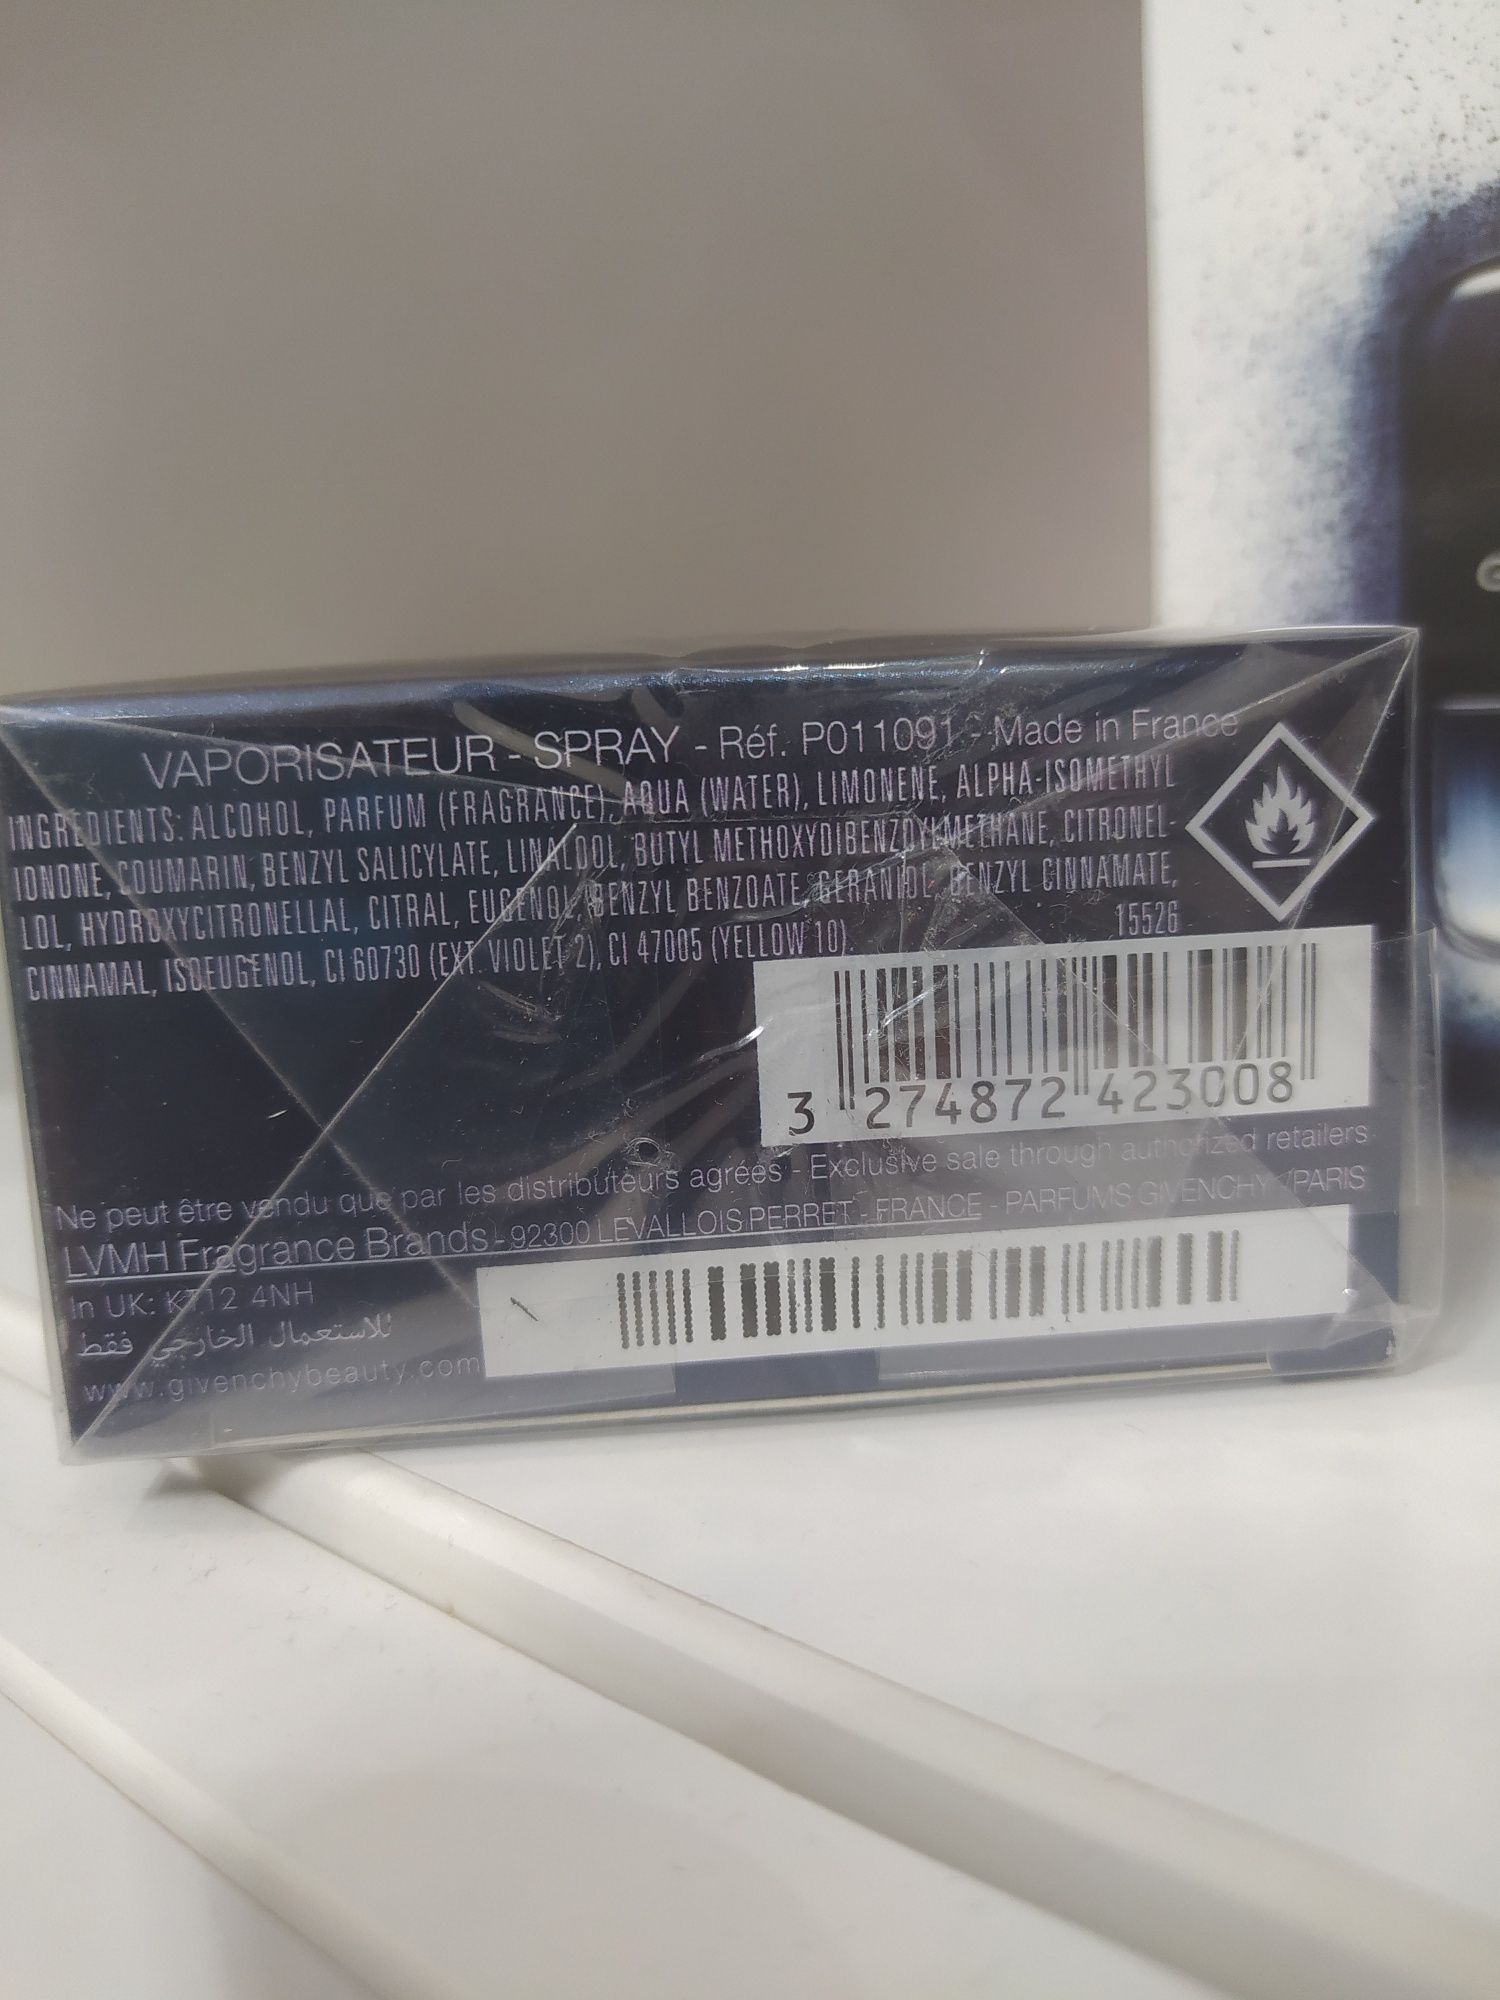 VAPORISATEUR - SPRAY - Réf. P011091 - Made in France
INGREDIENTS: ALCOHOL, PARFUM (FRAGRANCE), AQUA (WATER), LIMONENE, ALPHA-ISOMETHYL
IONONE, COUMARIN, BENZYL SALICYLATE, LINALOOL, BUTYL METHOXYDIBENZOYLMETHANE, CITRONEL-
LOL, HYDROXYCITRONELLAL, CITRAL, EUGENOL, BENZYL BENZOATE, GERANIOL, BENZYL CINNAMATE,
CINNAMAL, ISOEUGENOL, CI 60730 (EXT. VIOLET 2), CI 47005 (YELLOW 10).
15526
3 274872 423008
Ne peut être vendu que par les distributeurs agréés - Exclusive sale through authorized retailers
LVMH Fragrance Brands - 92300 LEVALLOIS PERRET - FRANCE - PARFUMS GIVENCHY /PARIS
In UK: KT12 4NH
للاستعمال الخارجي فقط
www.givenchybeauty.com